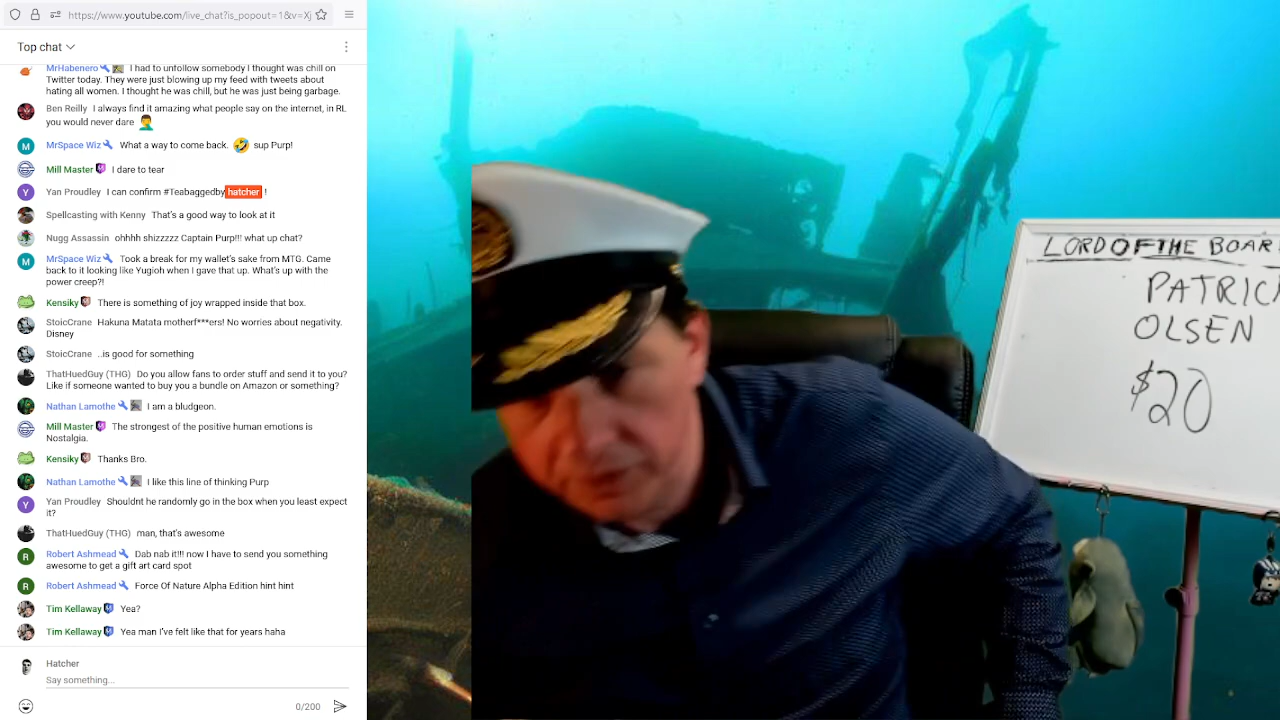 https://www.youtube.com/live_chat?is_popout=1&v=Xj
Top chat
MrHabenero I had to unfollow somebody I thought was chill on
Twitter today. They were just blowing up my feed with tweets about
hating all women. I thought he was chill, but he was just being garbage.
Ben Reilly I always find it amazing what people say on the internet, in RL
you would never dare
M MrSpace Wiz What a way to come back. sup Purp!
Mill Master I dare to tear
Y Yan Proudley I can confirm #Teabaggedby hatcher !
Spellcasting with Kenny That's a good way to look at it
Nugg Assassin ohhhh shizzzzz Captain Purp!!! what up chat?
M MrSpace Wiz Took a break for my wallet's sake from MTG. Came
back to it looking like Yugioh when I gave that up. What's up with the
power creep?!
Kensiky There is something of joy wrapped inside that box.
StoicCrane Hakuna Matata motherf***ers! No worries about negativity.
Disney
StoicCrane ..is good for something
ThatHuedGuy (THG) Do you allow fans to order stuff and send it to you?
Like if someone wanted to buy you a bundle on Amazon or something?
Nathan Lamothe I am a bludgeon.
Mill Master The strongest of the positive human emotions is
Nostalgia.
Kensiky Thanks Bro.
Nathan Lamothe I like this line of thinking Purp
Y Yan Proudley Shouldnt he randomly go in the box when you least expect
it?
ThatHuedGuy (THG) man, that's awesome
R Robert Ashmead Dab nab it!!! now I have to send you something
awesome to get a gift art card spot
R Robert Ashmead Force Of Nature Alpha Edition hint hint
Tim Kellaway Yea?
Tim Kellaway Yea man I've felt like that for years haha
Hatcher
Say something...
0/200
LORD OF THE BOAR
PATRIC
OLSEN
$20